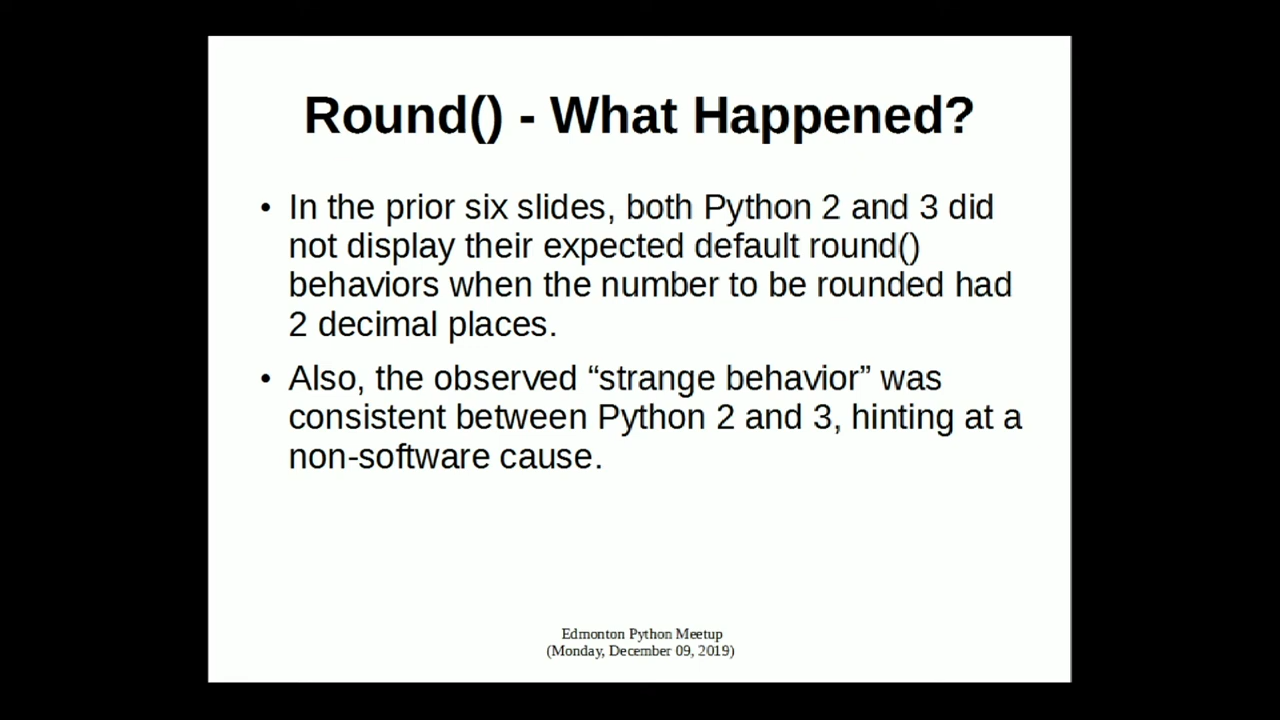 Round() - What Happened?
• In the prior six slides, both Python 2 and 3 did
not display their expected default round()
behaviors when the number to be rounded had
2 decimal places.
• Also, the observed “strange behavior” was
consistent between Python 2 and 3, hinting at a
non-software cause.
Edmonton Python Meetup
(Monday, December 09, 2019)